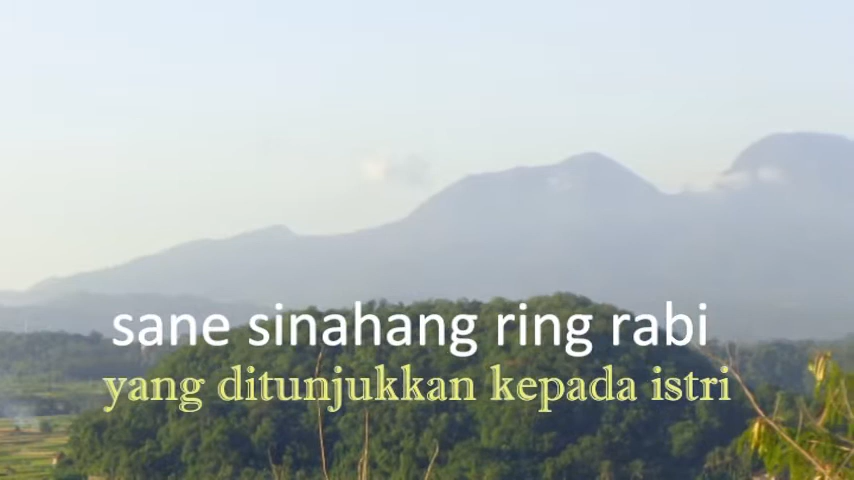 sane sinahang ring rabi
yang ditunjukkan kepada istri